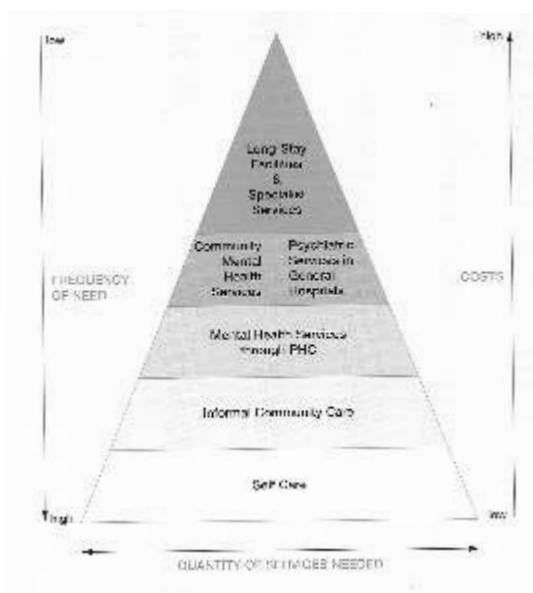 low
high
Long Stay
Facilities
&
Specialist
Services
Community
Mental
Health
Services
Psychiatric
Services in
General
Hospitals
FREQUENCY
OF NEED
COSTS
Mental Health Services
through PHC
Informal Community Care
Self Care
high
low
QUANTITY OF SERVICES NEEDED